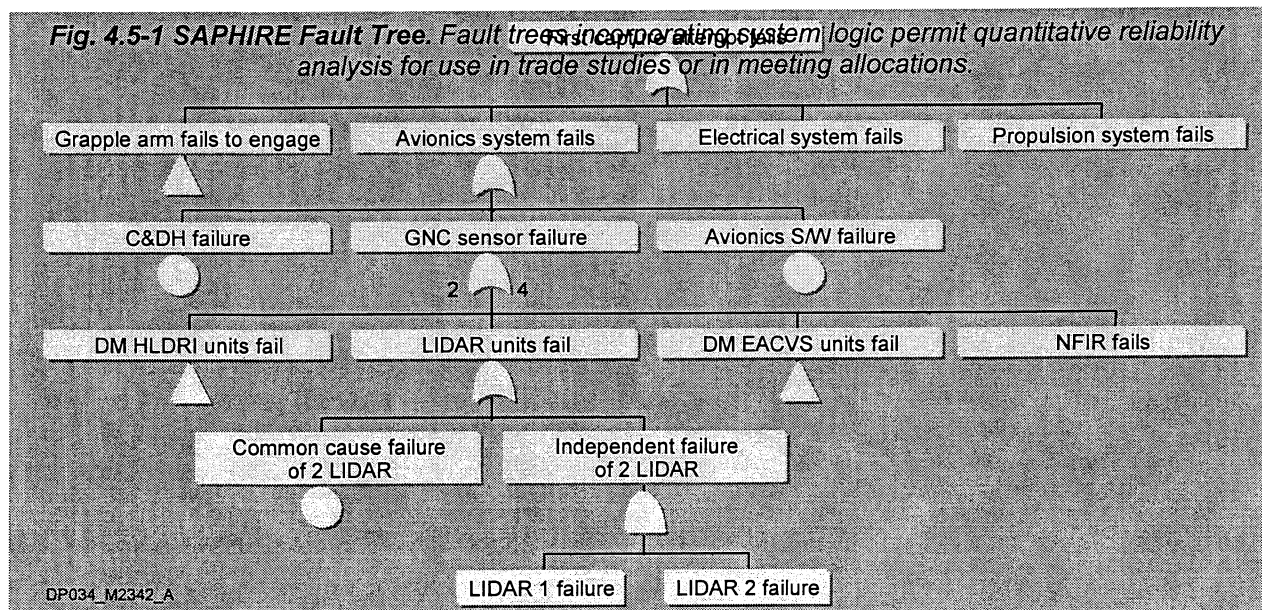 Fig. 4.5-1 SAPHIRE Fault Tree. Fault trees incorporating system logic permit quantitative reliability
analysis for use in trade studies or in meeting allocations.
First capture attempt fails
Grapple arm fails to engage
Avionics system fails
Electrical system fails
Propulsion system fails
C&DH failure
GNC sensor failure
Avionics S/W failure
2 4
DM HLDRI units fail
LIDAR units fail
DM EACVS units fail
NFIR fails
Common cause failure
of 2 LIDAR
Independent failure
of 2 LIDAR
LIDAR 1 failure
LIDAR 2 failure
DP034_M2342_A